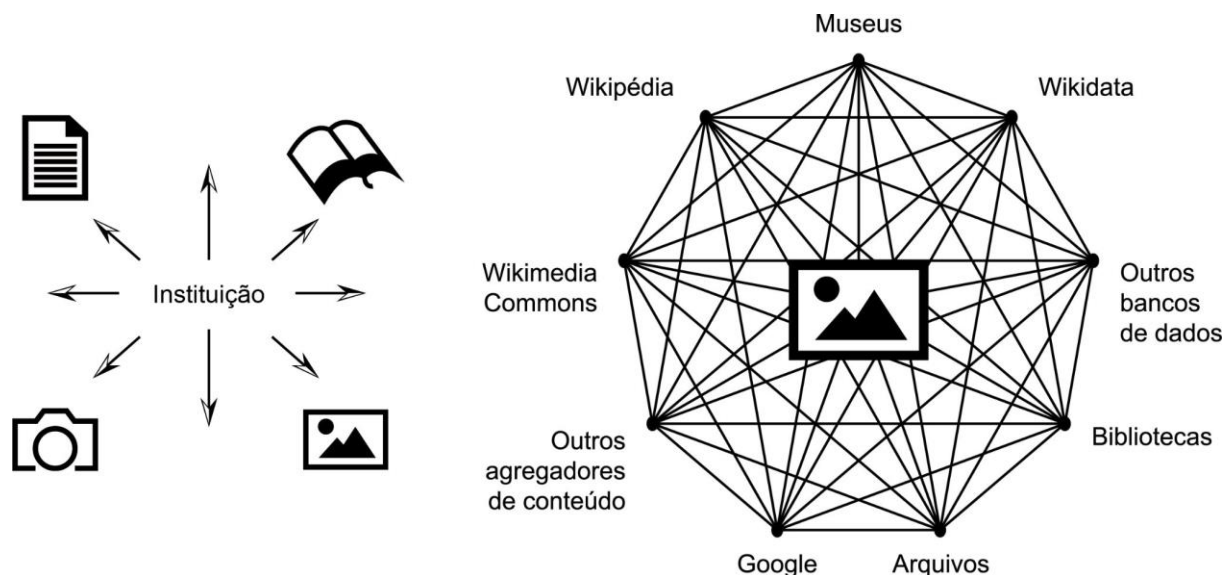 Instituição
Museus
Wikipédia
Wikidata
Wikimedia
Commons
Outros
bancos
de dados
Outros
agregadores
de conteúdo
Bibliotecas
Google
Arquivos